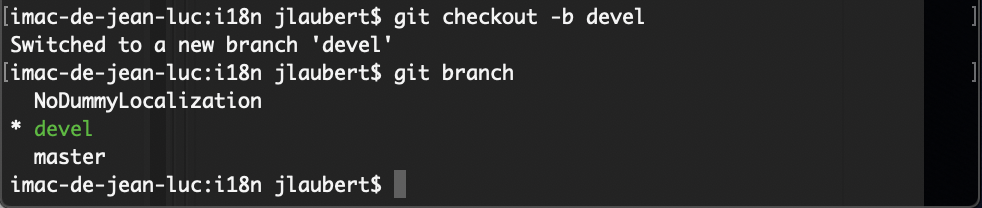 [imac-de-jean-luc:i18n jlaubert$ git checkout -b devel ]
Switched to a new branch 'devel'
[imac-de-jean-luc:i18n jlaubert$ git branch ]
  NoDummyLocalization
* devel
  master
imac-de-jean-luc:i18n jlaubert$